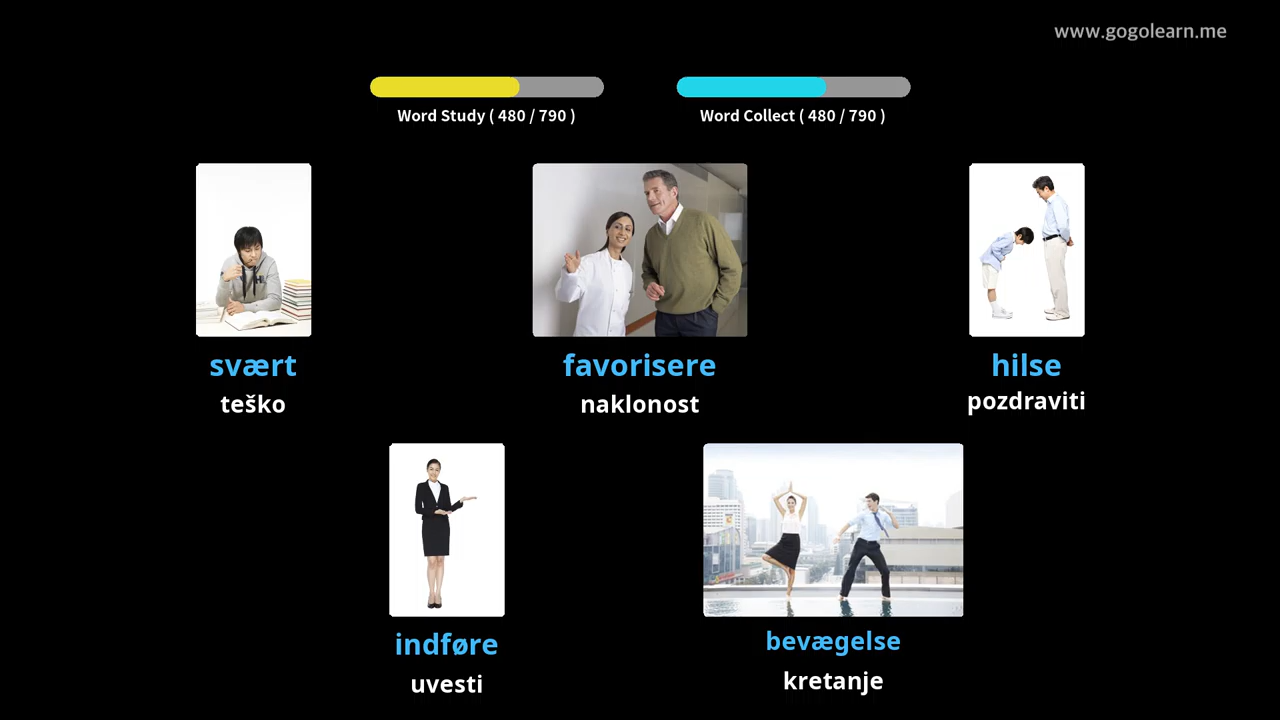 www.gogolearn.me
Word Study ( 480 / 790 )
Word Collect ( 480 / 790 )
svært
teško
favorisere
naklonost
hilse
pozdraviti
indføre
uvesti
bevægelse
kretanje